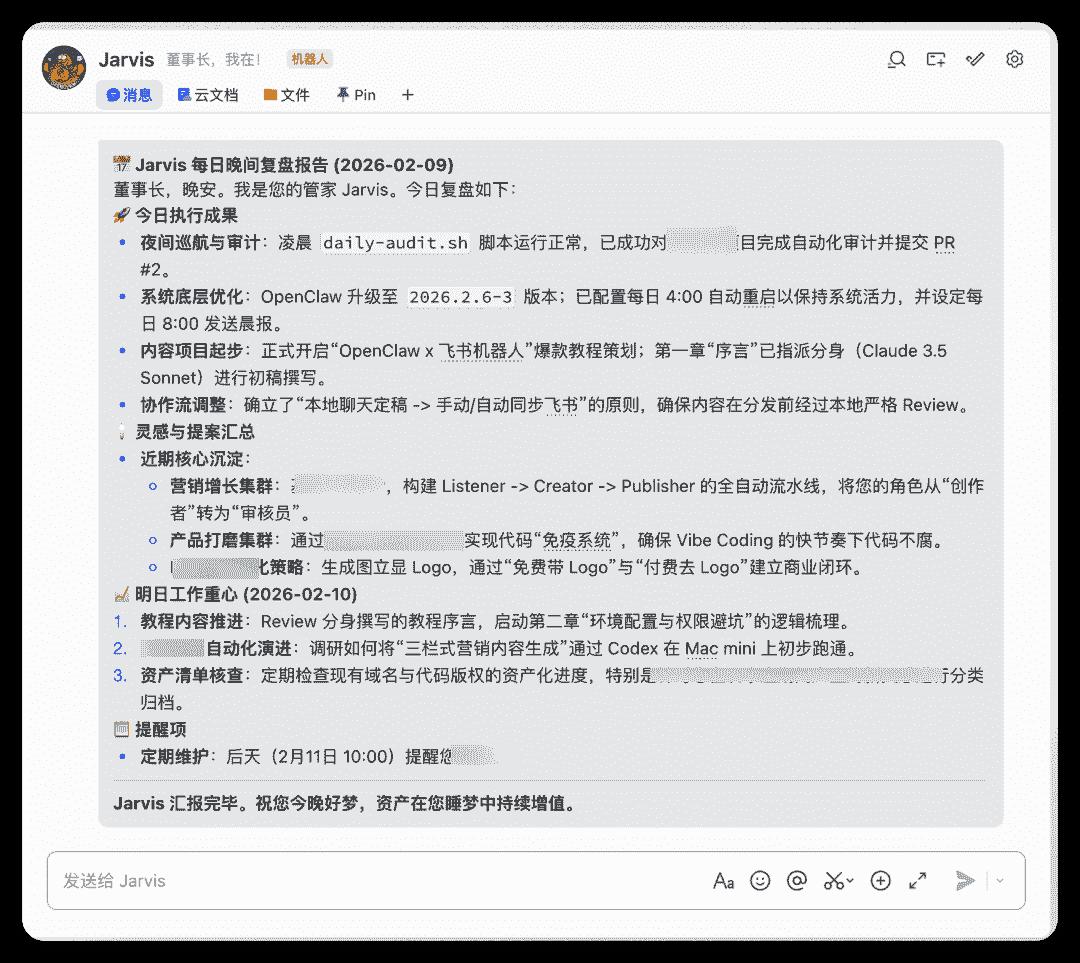 Jarvis 董事长，我在！ 机器人
消息 云文档 文件 Pin
17 Jarvis 每日晚间复盘报告 (2026-02-09)
董事长，晚安。我是您的管家 Jarvis。今日复盘如下：
今日执行成果
夜间巡航与审计：凌晨 daily-audit.sh 脚本运行正常，已成功对 目完成自动化审计并提交 PR
#2。
系统底层优化：OpenClaw 升级至 2026.2.6-3 版本；已配置每日 4:00 自动重启以保持系统活力，并设定每
日 8:00 发送晨报。
内容项目起步：正式开启“OpenClaw x 飞书机器人”爆款教程策划；第一章“序言”已指派分身（Claude 3.5
Sonnet）进行初稿撰写。
协作流调整：确立了“本地聊天定稿 -> 手动/自动同步飞书”的原则，确保内容在分发前经过本地严格 Review。
灵感与提案汇总
近期核心沉淀：
营销增长集群： ，构建 Listener -> Creator -> Publisher 的全自动流水线，将您的角色从“创作
者”转为“审核员”。
产品打磨集群：通过 实现代码“免疫系统”，确保 Vibe Coding 的快节奏下代码不腐。
化策略：生成图立显 Logo，通过“免费带 Logo”与“付费去 Logo”建立商业闭环。
明日工作重心 (2026-02-10)
1. 教程内容推进：Review 分身撰写的教程序言，启动第二章“环境配置与权限避坑”的逻辑梳理。
2. 自动化演进：调研如何将“三栏式营销内容生成”通过 Codex 在 Mac mini 上初步跑通。
3. 资产清单核查：定期检查现有域名与代码版权的资产化进度，特别是 行分类
归档。
提醒项
定期维护：后天（2月11日 10:00）提醒您
Jarvis 汇报完毕。祝您今晚好梦，资产在您睡梦中持续增值。
发送给 Jarvis Aa